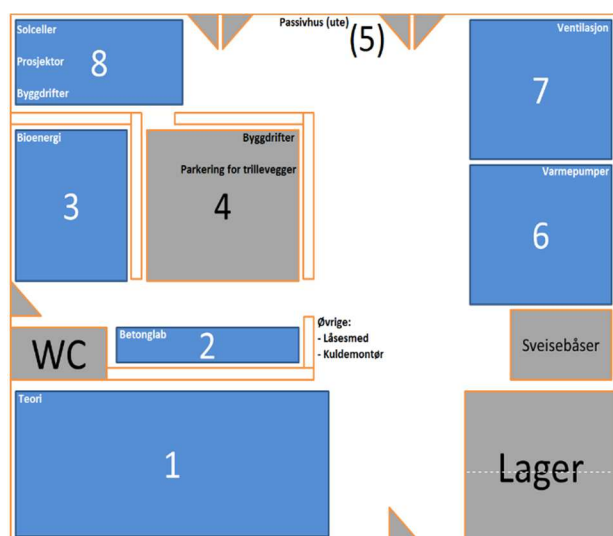 Solceller
Prosjektor
8
Byggdrifter
Passivhus (ute)
(5)
Ventilasjon
7
Bioenergi
3
Byggdrifter
Parkering for trillevegger
4
Varmepumper
6
WC
Betonglab
2
Øvrige:
- Låsesmed
- Kuldemontør
Sveisebåser
Teori
1
Lager